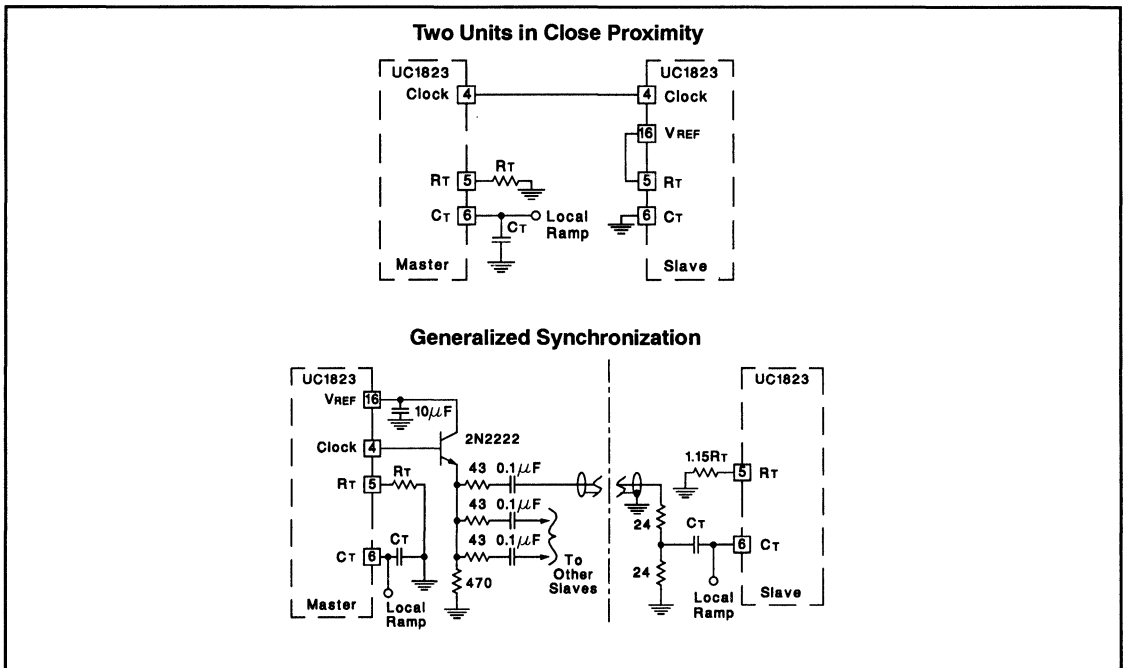 Two Units in Close Proximity
UC1823
Clock 4
RT 5 RT
CT 6
CT
Local
Ramp
Master
UC1823
4 Clock
16 VREF
5 RT
6 CT
Slave
Generalized Synchronization
UC1823
VREF 16
10μF
Clock 4
2N2222
RT 5 RT
43 0.1μF
43 0.1μF
43 0.1μF
CT 6
CT
470
To
Other
Slaves
Local
Ramp
Master
UC1823
1.15RT
5 RT
24
CT
6 CT
24
Local
Ramp
Slave